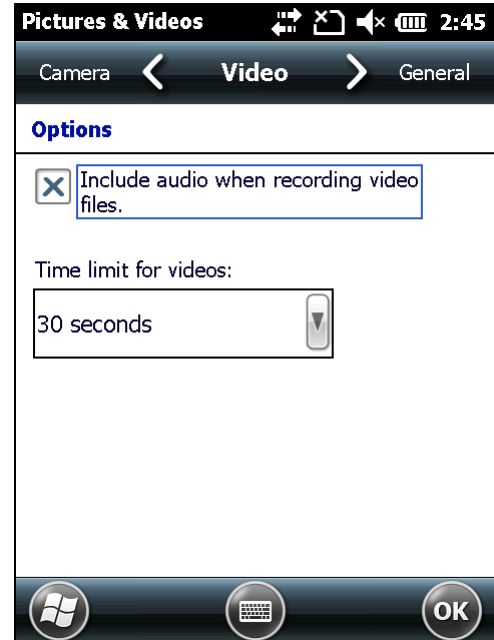 Pictures & Videos 2:45
Camera Video General
Options
Include audio when recording video
files.
Time limit for videos:
30 seconds
OK